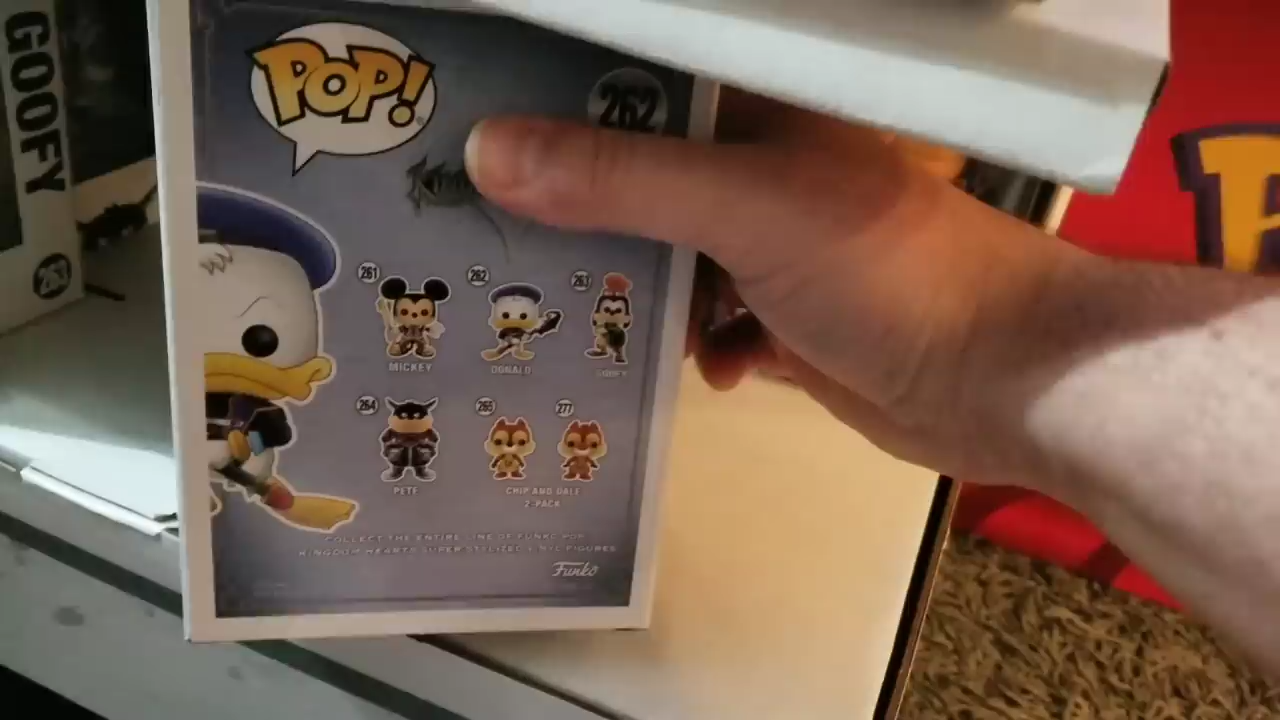 GOOFY
263
POP!
262
261
262
263
MICKEY
DONALD
GOOFY
264
265
277
PETE
CHIP AND DALE
2-PACK
COLLECT THE ENTIRE LINE OF FUNKO POP
KINGDOM HEARTS SUPER STYLIZED VINYL FIGURES
Funko